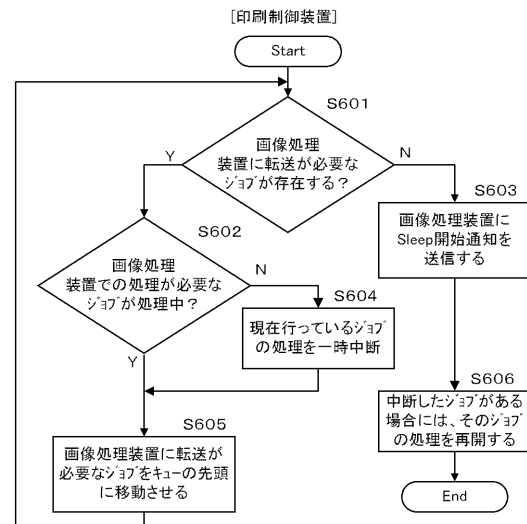 [印刷制御装置]
Start
S601
画像処理
装置に転送が必要な
ジョブが存在する？
Y
N
S602
画像処理
装置での処理が必要な
ジョブが処理中？
N
Y
S603
画像処理装置に
Sleep開始通知を
送信する
S604
現在行っているジョブ
の処理を一時中断
S605
画像処理装置に転送が
必要なジョブをキューの先頭
に移動させる
S606
中断したジョブがある
場合には、そのジョブ
の処理を再開する
End